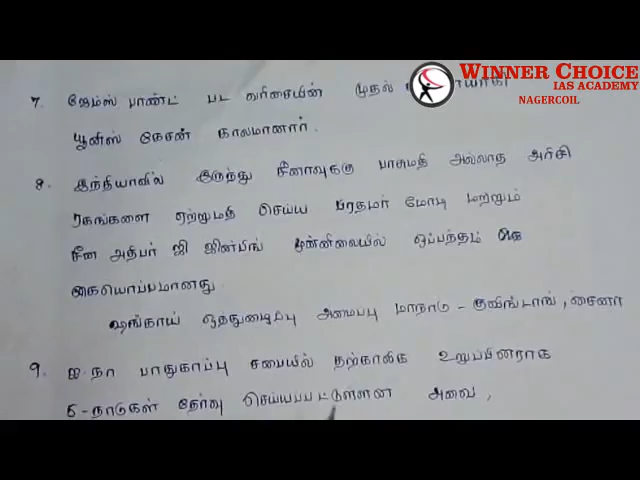 WINNER CHOICE
IAS ACADEMY
NAGERCOIL
7. ஜேம்ஸ் பாண்ட் பட வரிசையின் முதல்
யூனிஸ் கேசன் காலமானார்.
8. இந்தியாவில் இருந்து சீனாவுக்கு பாசுமதி அல்லாத அரிசி
ரகங்களை ஏற்றுமதி செய்ய பிரதமர் மோடி மற்றும்
சீன அதிபர் ஜி ஜின்பிங் முன்னிலையில் ஒப்பந்தம்
கையொப்பமானது.
ஷங்காய் ஒத்துழைப்பு அமைப்பு மாநாடு - குவிங்டாங், சைனா
9. ஐ.நா பாதுகாப்பு சபையில் தற்காலிக உறுப்பினராக
5-நாடுகள் தேர்வு செய்யப்பட்டுள்ளன அவை,